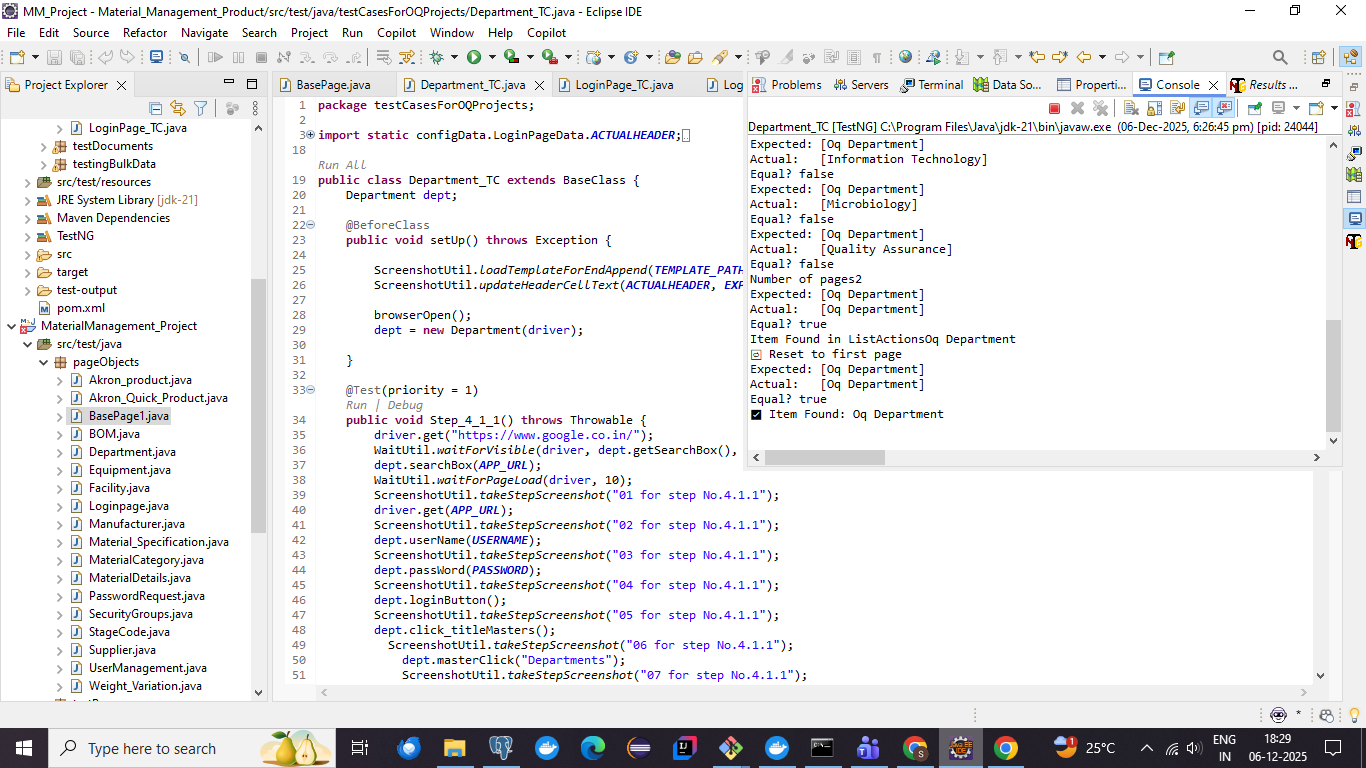 MM_Project - Material_Management_Product/src/test/java/testCasesForOQProjects/Department_TC.java - Eclipse IDE
File Edit Source Refactor Navigate Search Project Run Copilot Window Help Copilot
Project Explorer
LoginPage_TC.java
testDocuments
testingBulkData
src/test/resources
JRE System Library [jdk-21]
Maven Dependencies
TestNG
src
target
test-output
pom.xml
MaterialManagement_Project
src/test/java
pageObjects
Akron_product.java
Akron_Quick_Product.java
BasePage1.java
BOM.java
Department.java
Equipment.java
Facility.java
Loginpage.java
Manufacturer.java
Material_Specification.java
MaterialCategory.java
MaterialDetails.java
PasswordRequest.java
SecurityGroups.java
StageCode.java
Supplier.java
UserManagement.java
Weight_Variation.java
BasePage.java Department_TC.java LoginPage_TC.java Log
1 package testCasesForOQProjects;
2
3 import static configData.LoginPageData.ACTUALHEADER;
18
Run All
19 public class Department_TC extends BaseClass {
20 Department dept;
21
22 @BeforeClass
23 public void setUp() throws Exception {
24
25 ScreenshotUtil.loadTemplateForEndAppend(TEMPLATE_PATH
26 ScreenshotUtil.updateHeaderCellText(ACTUALHEADER, EXP
27
28 browserOpen();
29 dept = new Department(driver);
30
31 }
32
33 @Test(priority = 1)
Run | Debug
34 public void Step_4_1_1() throws Throwable {
35 driver.get("https://www.google.co.in/");
36 WaitUtil.waitForVisible(driver, dept.getSearchBox(),
37 dept.searchBox(APP_URL);
38 WaitUtil.waitForPageLoad(driver, 10);
39 ScreenshotUtil.takeStepScreenshot("01 for step No.4.1.1");
40 driver.get(APP_URL);
41 ScreenshotUtil.takeStepScreenshot("02 for step No.4.1.1");
42 dept.userName(USERNAME);
43 ScreenshotUtil.takeStepScreenshot("03 for step No.4.1.1");
44 dept.passWord(PASSWORD);
45 ScreenshotUtil.takeStepScreenshot("04 for step No.4.1.1");
46 dept.loginButton();
47 ScreenshotUtil.takeStepScreenshot("05 for step No.4.1.1");
48 dept.click_titleMasters();
49 ScreenshotUtil.takeStepScreenshot("06 for step No.4.1.1");
50 dept.masterClick("Departments");
51 ScreenshotUtil.takeStepScreenshot("07 for step No.4.1.1");
Problems Servers Terminal Data So... Properti... Console Results ...
Department_TC [TestNG] C:\Program Files\Java\jdk-21\bin\javaw.exe (06-Dec-2025, 6:26:45 pm) [pid: 24044]
Expected: [Oq Department]
Actual: [Information Technology]
Equal? false
Expected: [Oq Department]
Actual: [Microbiology]
Equal? false
Expected: [Oq Department]
Actual: [Quality Assurance]
Equal? false
Number of pages2
Expected: [Oq Department]
Actual: [Oq Department]
Equal? true
Item Found in ListActionsOq Department
Reset to first page
Expected: [Oq Department]
Actual: [Oq Department]
Equal? true
Item Found: Oq Department
Type here to search
25°C
ENG
IN
18:29
06-12-2025